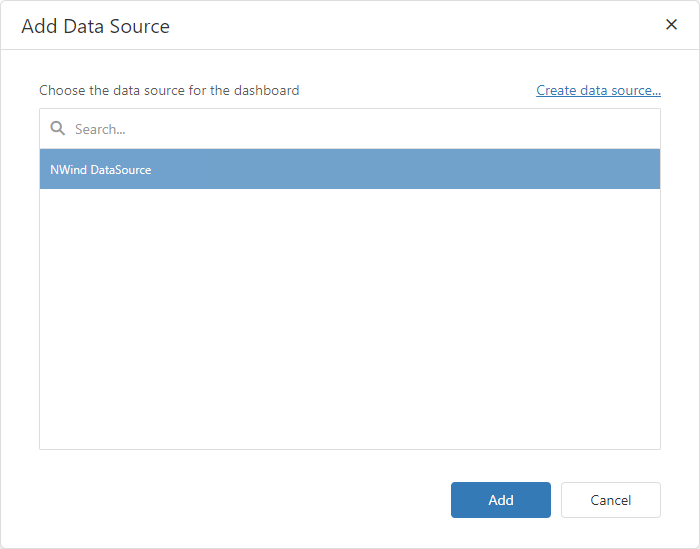 Add Data Source
Choose the data source for the dashboard
Create data source...
Search...
NWind DataSource
Add
Cancel